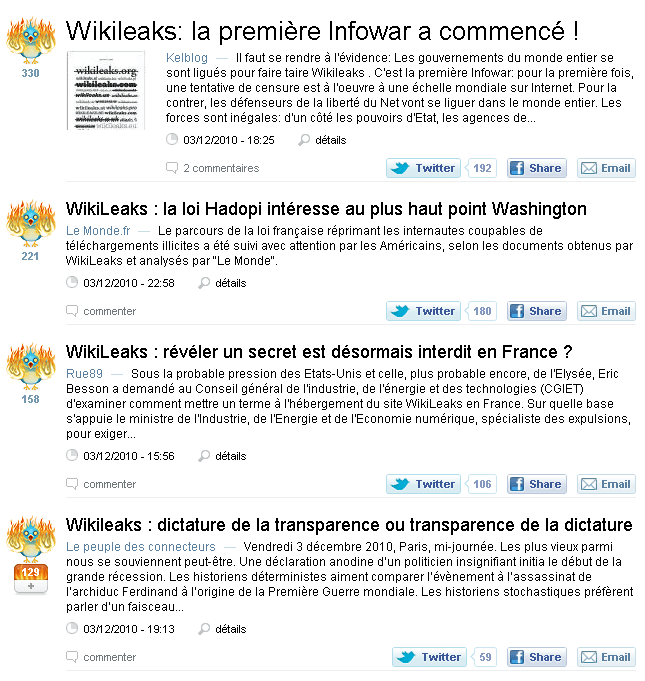 Wikileaks: la première Infowar a commencé !
330
wikileaks.org
Kelblog — Il faut se rendre à l'évidence: Les gouvernements du monde entier se
sont ligués pour faire taire Wikileaks . C'est la première Infowar: pour la première fois,
une tentative de censure est à l'oeuvre à une échelle mondiale sur Internet. Pour la
contrer, les défenseurs de la liberté du Net vont se liguer dans le monde entier. Les
forces sont inégales: d'un côté les pouvoirs d'Etat, les agences de...
03/12/2010 - 18:25 détails
2 commentaires Twitter 192 Share Email
WikiLeaks : la loi Hadopi intéresse au plus haut point Washington
221
Le Monde.fr — Le parcours de la loi française réprimant les internautes coupables de
téléchargements illicites a été suivi avec attention par les Américains, selon les documents obtenus par
WikiLeaks et analysés par "Le Monde".
03/12/2010 - 22:58 détails
commenter Twitter 180 Share Email
WikiLeaks : révéler un secret est désormais interdit en France ?
158
Rue89 — Sous la probable pression des Etats-Unis et celle, plus probable encore, de l'Elysée, Eric
Besson a demandé au Conseil général de l'industrie, de l'énergie et des technologies (CGIET)
d'examiner comment mettre un terme à l'hébergement du site WikiLeaks en France. Sur quelle base
s'appuie le ministre de l'Industrie, de l'Energie et de l'Economie numérique, spécialiste des expulsions,
pour exiger...
03/12/2010 - 15:56 détails
commenter Twitter 106 Share Email
Wikileaks : dictature de la transparence ou transparence de la dictature
129
+
Le peuple des connecteurs — Vendredi 3 décembre 2010, Paris, mi-journée. Les plus vieux parmi
nous se souviennent peut-être. Une déclaration anodine d'un politicien insignifiant initia le début de la
grande récession. Les historiens déterministes aiment comparer l'évènement à l'assassinat de
l'archiduc Ferdinand à l'origine de la Première Guerre mondiale. Les historiens stochastiques préfèrent
parler d'un faisceau...
03/12/2010 - 19:13 détails
commenter Twitter 59 Share Email